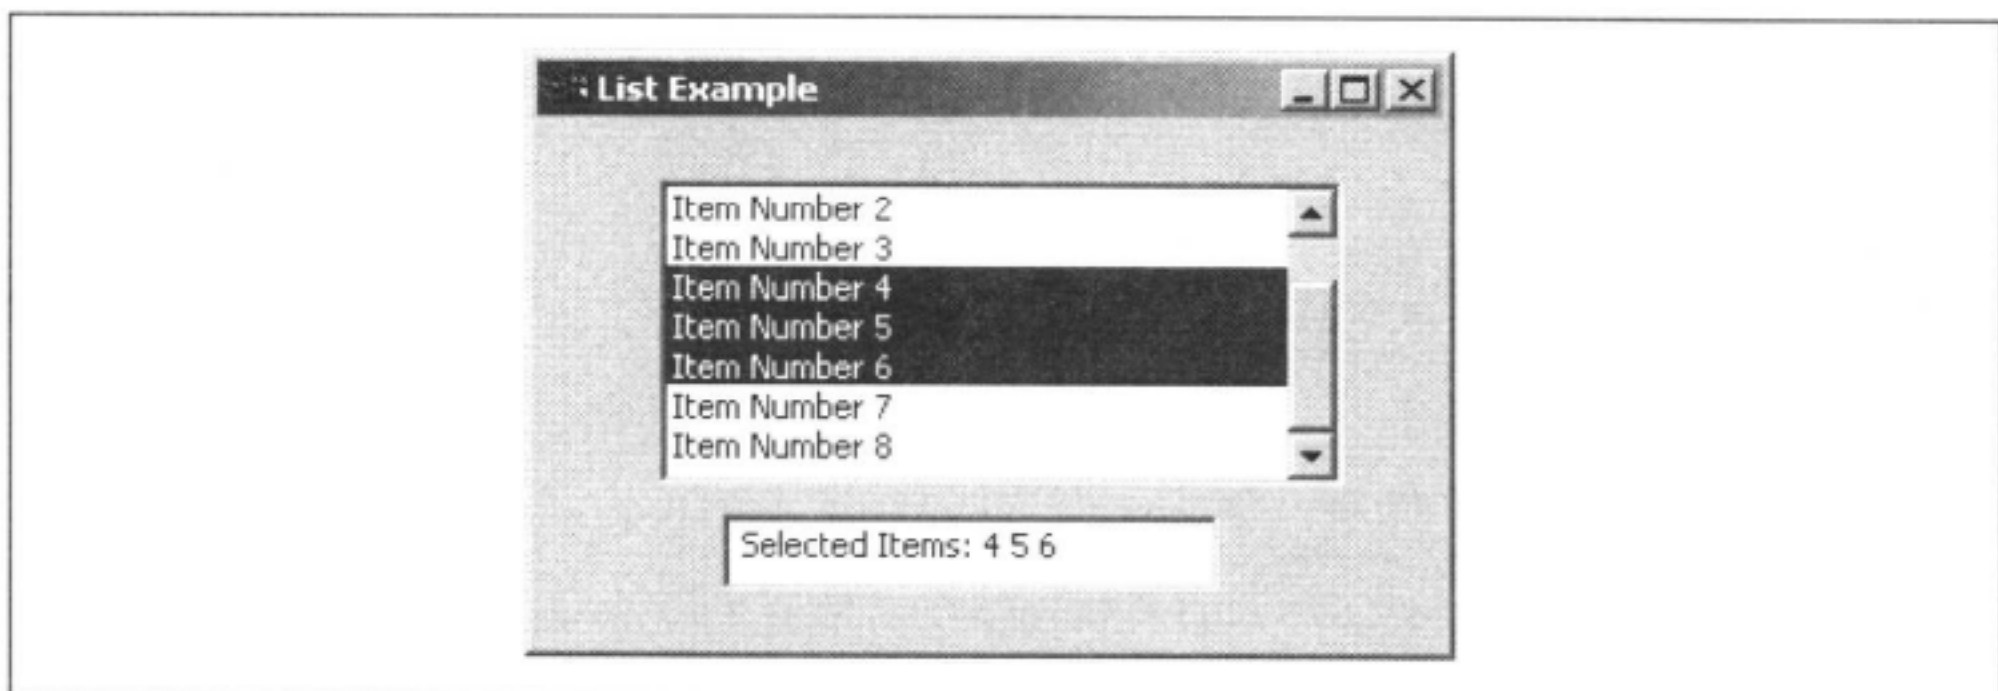 List Example
Item Number 2
Item Number 3
Item Number 4
Item Number 5
Item Number 6
Item Number 7
Item Number 8
Selected Items: 4 5 6